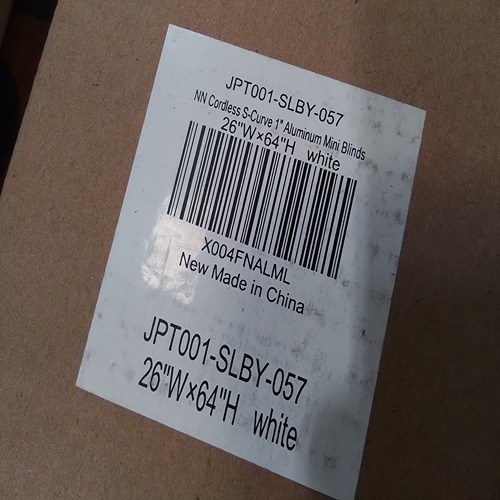 JPT001-SLBY-057
NN Cordless S-Curve 1" Aluminum Mini Blinds
26"W×64"H white
X004FNALML
New Made in China
JPT001-SLBY-057
26"W×64"H white